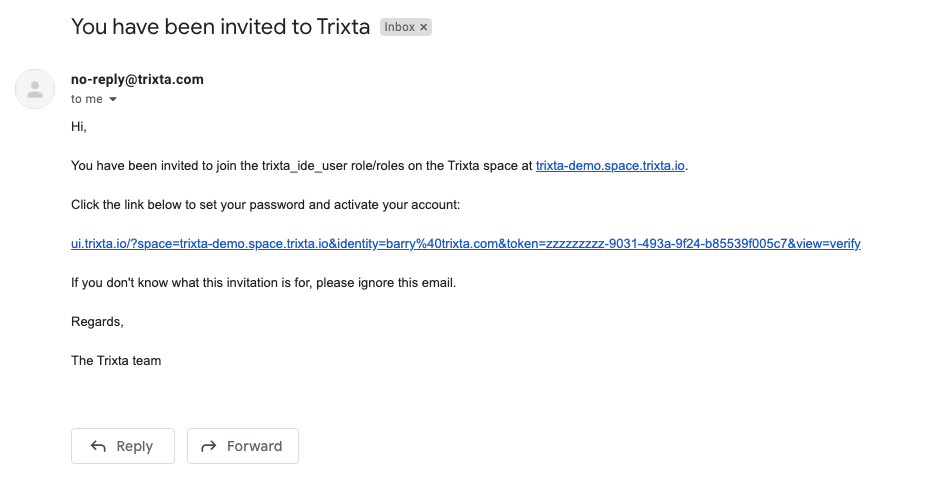 You have been invited to Trixta Inbox ×
no-reply@trixta.com
to me
Hi,
You have been invited to join the trixta_ide_user role/roles on the Trixta space at trixta-demo.space.trixta.io.
Click the link below to set your password and activate your account:
ui.trixta.io/?space=trixta-demo.space.trixta.io&identity=barry%40trixta.com&token=zzzzzzzzz-9031-493a-9f24-b85539f005c7&view=verify
If you don't know what this invitation is for, please ignore this email.
Regards,
The Trixta team
Reply Forward